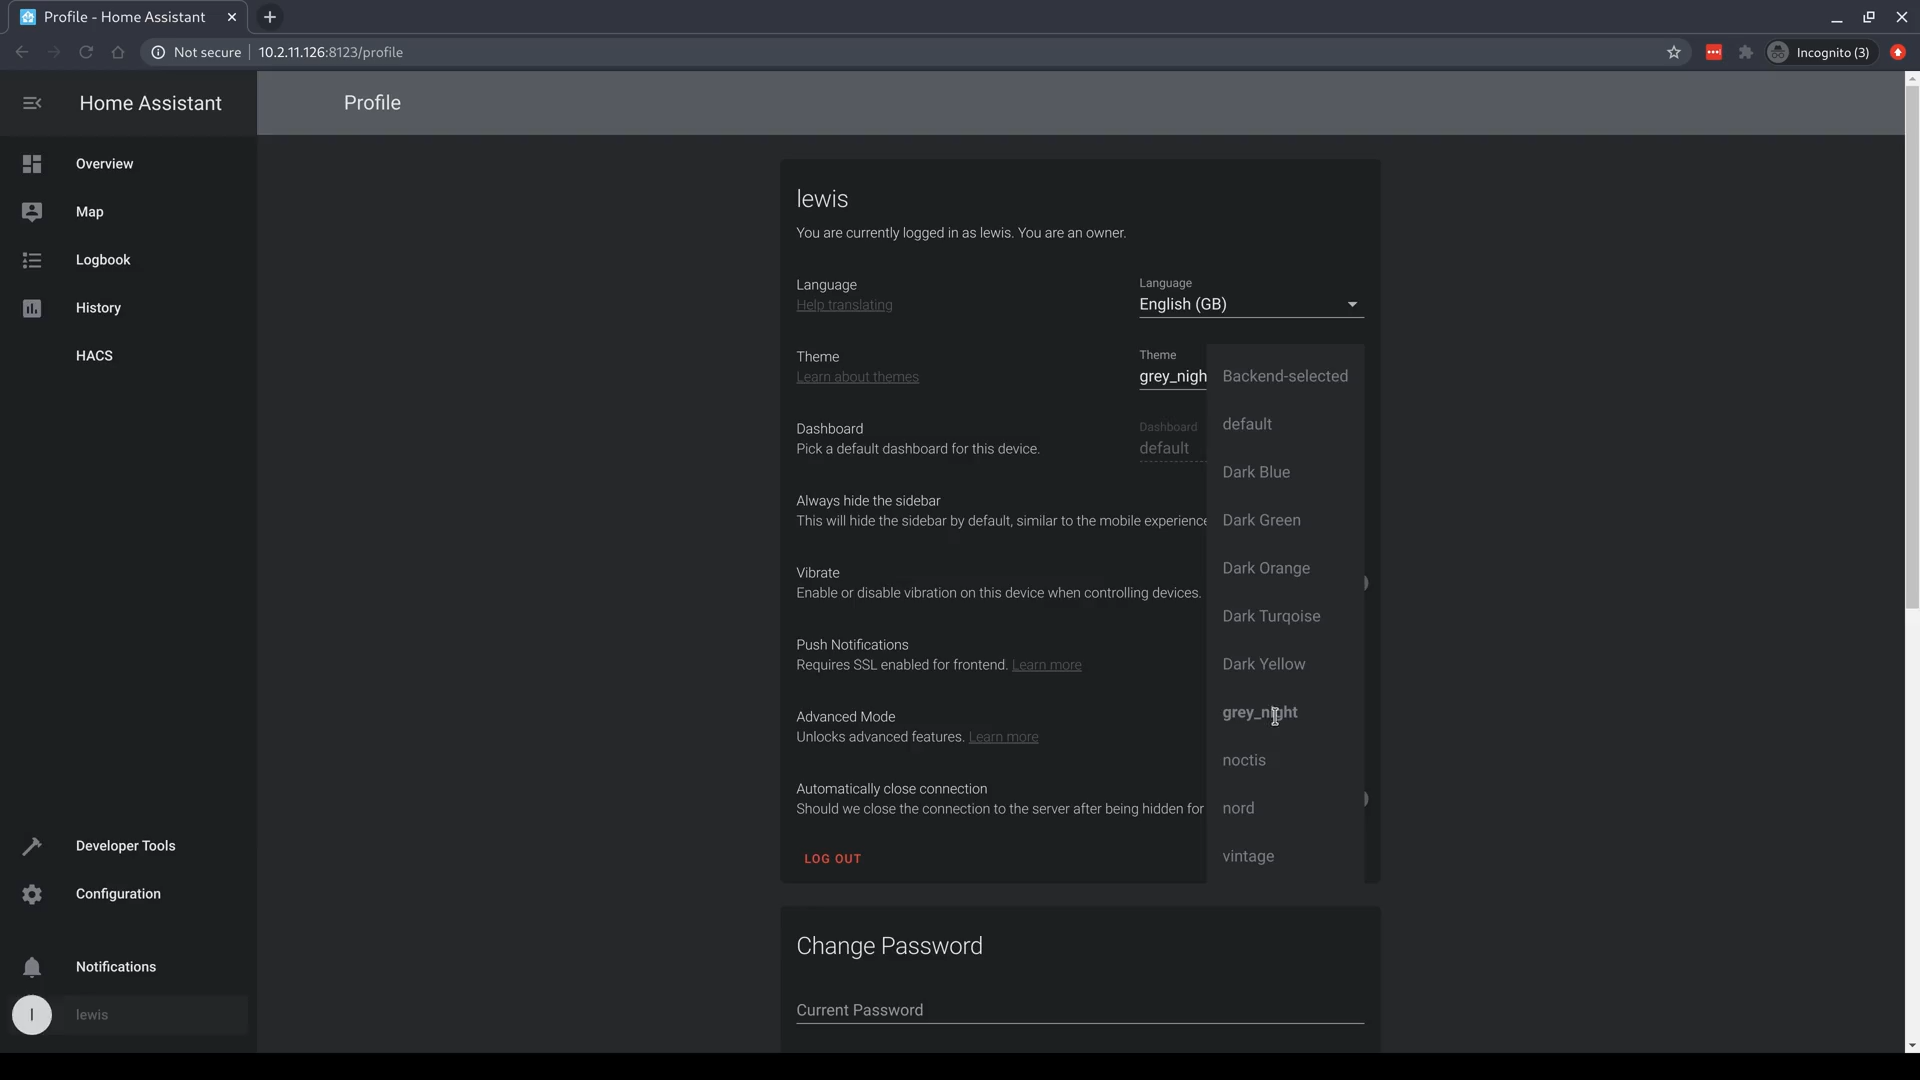 Profile - Home Assistant
Not secure
10.2.11.126:8123/profile
Incognito (3)
Home Assistant
Profile
Overview
Map
Logbook
History
HACS
Developer Tools
Configuration
Notifications
l
lewis
lewis
You are currently logged in as lewis. You are an owner.
Language
Help translating
Language
English (GB)
Theme
Learn about themes
Theme
grey_nigh
Dashboard
Pick a default dashboard for this device.
Dashboard
default
Always hide the sidebar
This will hide the sidebar by default, similar to the mobile experience
Vibrate
Enable or disable vibration on this device when controlling devices.
Push Notifications
Requires SSL enabled for frontend. Learn more
Advanced Mode
Unlocks advanced features. Learn more
Automatically close connection
Should we close the connection to the server after being hidden for
LOG OUT
Backend-selected
default
Dark Blue
Dark Green
Dark Orange
Dark Turqoise
Dark Yellow
grey_night
noctis
nord
vintage
Change Password
Current Password